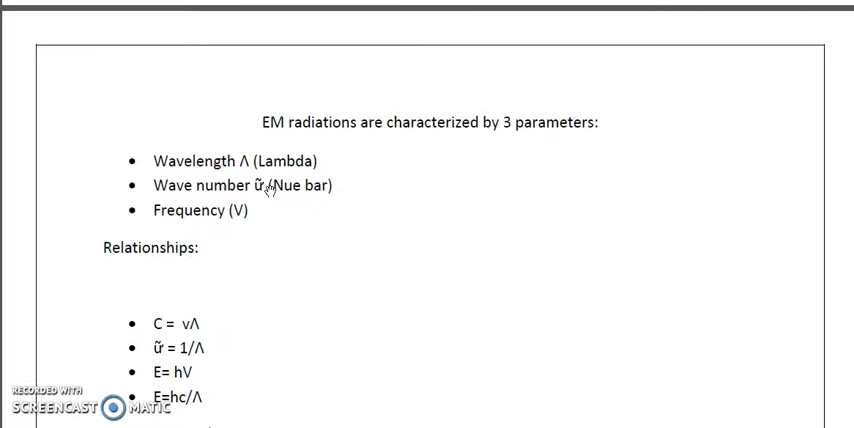 EM radiations are characterized by 3 parameters:
• Wavelength Λ (Lambda)
• Wave number ῦ (Nue bar)
• Frequency (V)
Relationships:
• C = vΛ
• ῦ = 1/Λ
• E= hV
• E=hc/Λ
RECORDED WITH
SCREENCAST MATIC